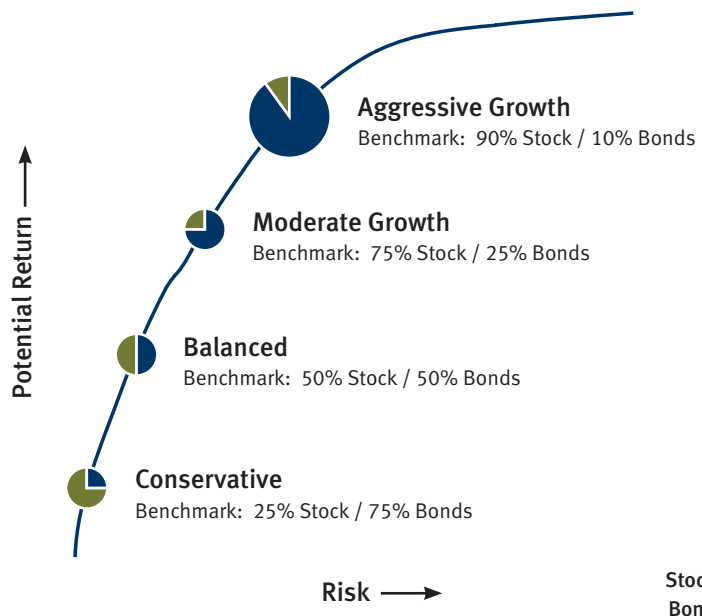 Aggressive Growth
Benchmark: 90% Stock / 10% Bonds
Moderate Growth
Benchmark: 75% Stock / 25% Bonds
Potential Return
Balanced
Benchmark: 50% Stock / 50% Bonds
Conservative
Benchmark: 25% Stock / 75% Bonds
Risk